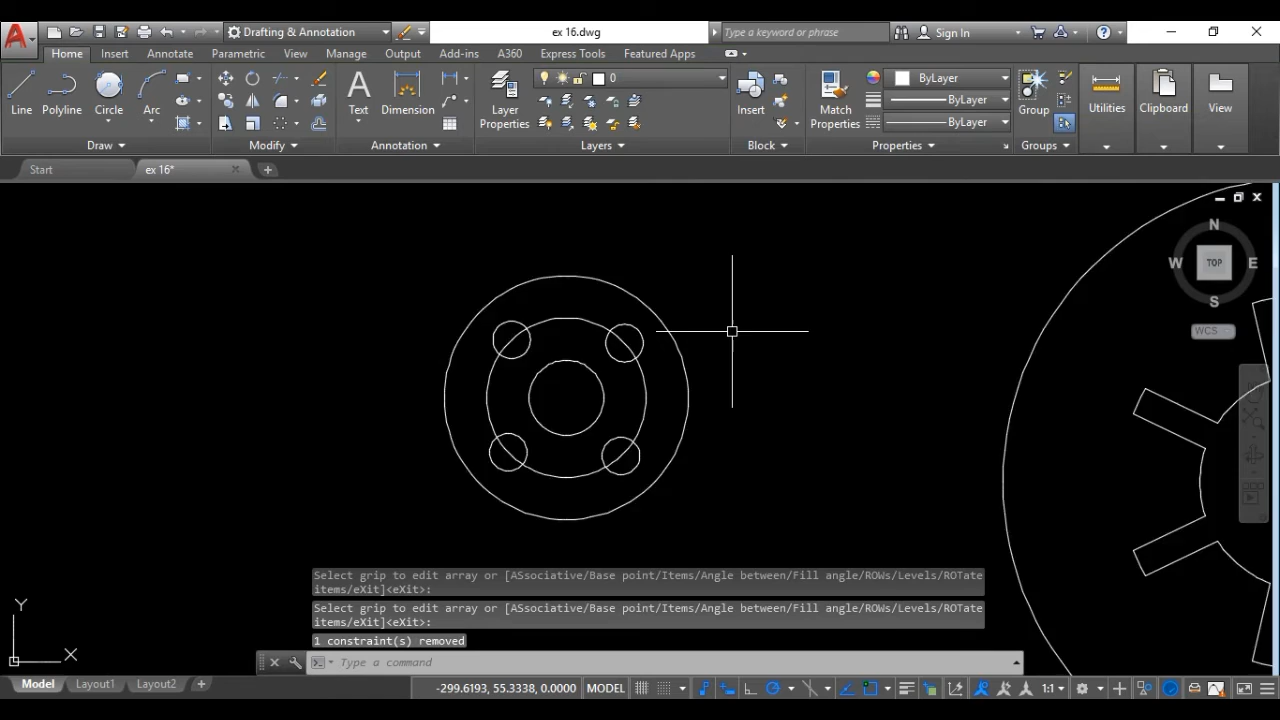 A
Drafting & Annotation
ex 16.dwg
Type a keyword or phrase
Sign In
?
Home Insert Annotate Parametric View Manage Output Add-ins A360 Express Tools Featured Apps
0
ByLayer
A
Line Polyline Circle Arc
Text Dimension
Layer
Properties
Insert
Match
Properties
ByLayer
ByLayer
Group
Utilities Clipboard View
Draw Modify Annotation Layers Block Properties Groups
Start ex 16*
N
W TOP E
S
WCS
Select grip to edit array or [ASsociative/Base point/Items/Angle between/Fill angle/ROWs/Levels/ROTate
items/eXit]<eXit>:
Select grip to edit array or [ASsociative/Base point/Items/Angle between/Fill angle/ROWs/Levels/ROTate
items/eXit]<eXit>:
1 constraint(s) removed
Y
X
Type a command
Model Layout1 Layout2 +
-299.6193, 55.3338, 0.0000 MODEL
1:1